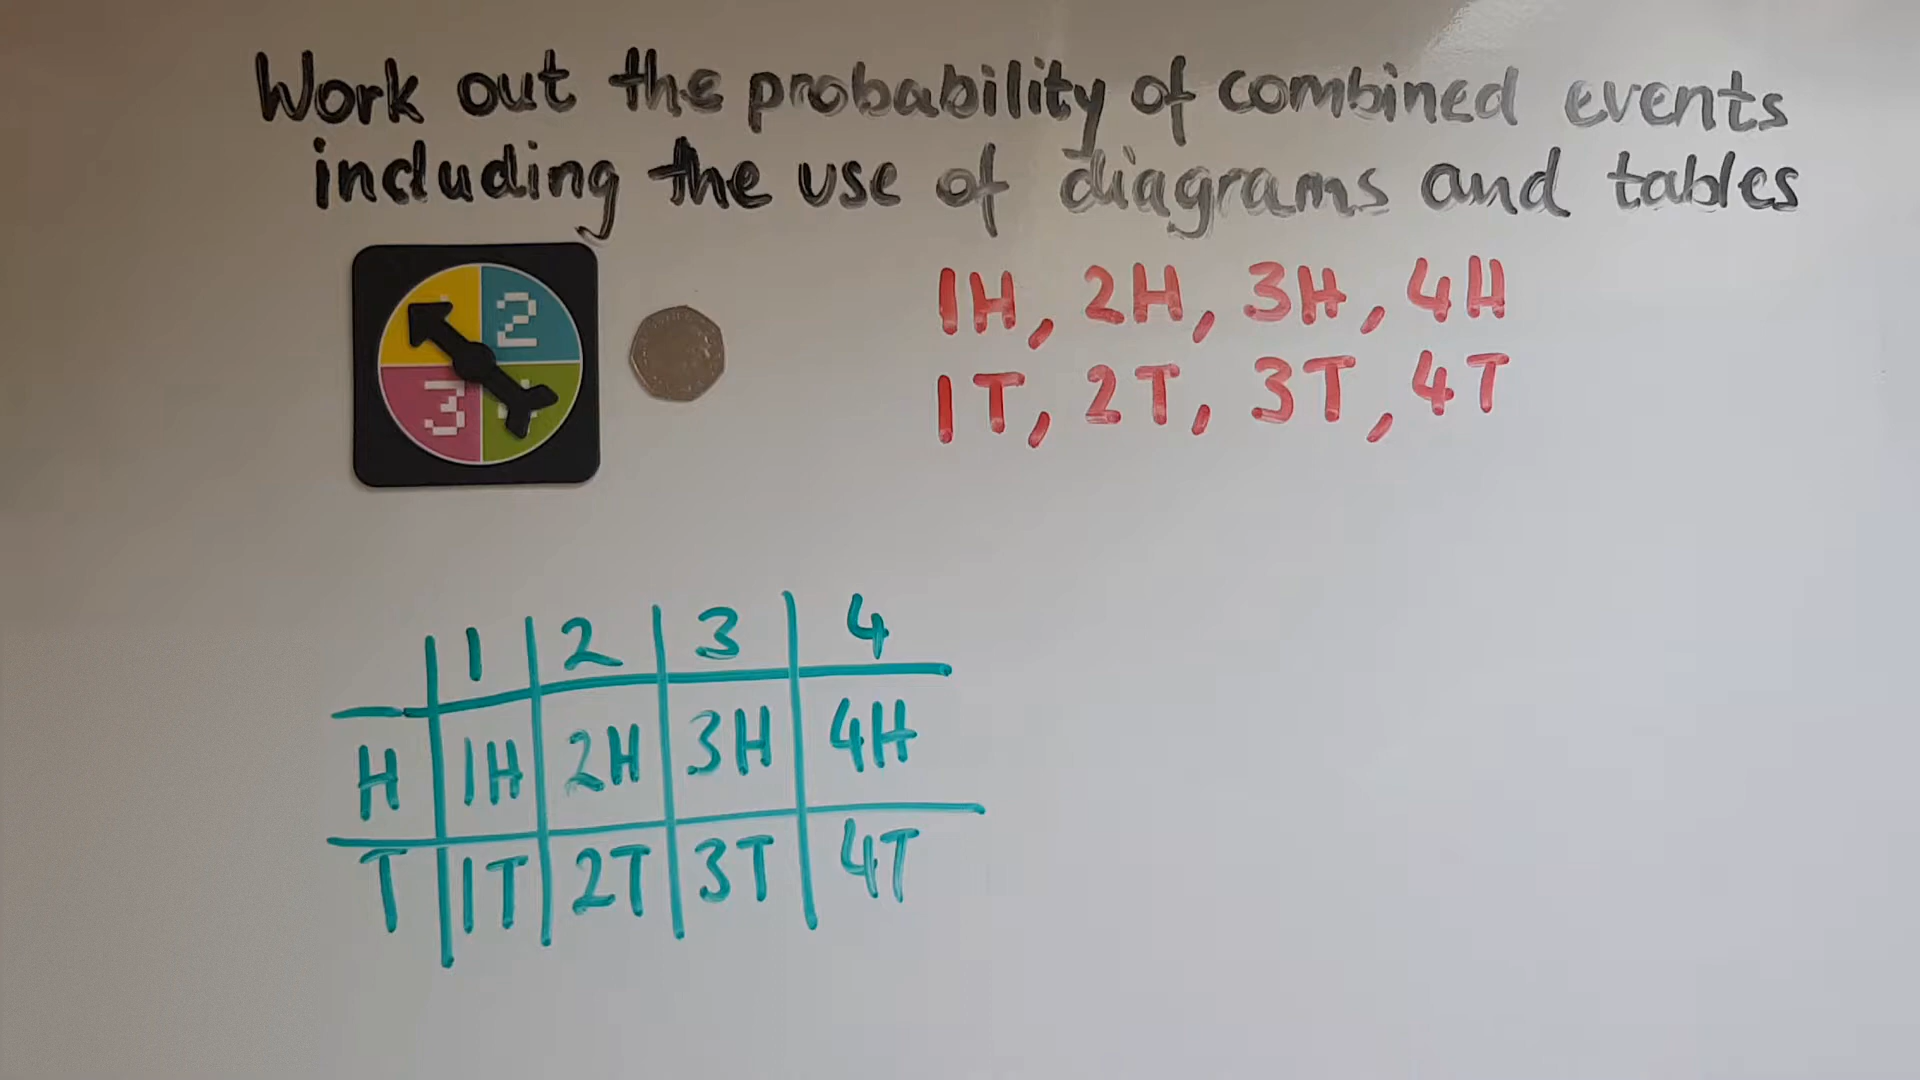 Work out the probability of combined events
including the use of diagrams and tables
2
3
1H, 2H, 3H, 4H
1T, 2T, 3T, 4T
1 2 3 4
H 1H 2H 3H 4H
T 1T 2T 3T 4T